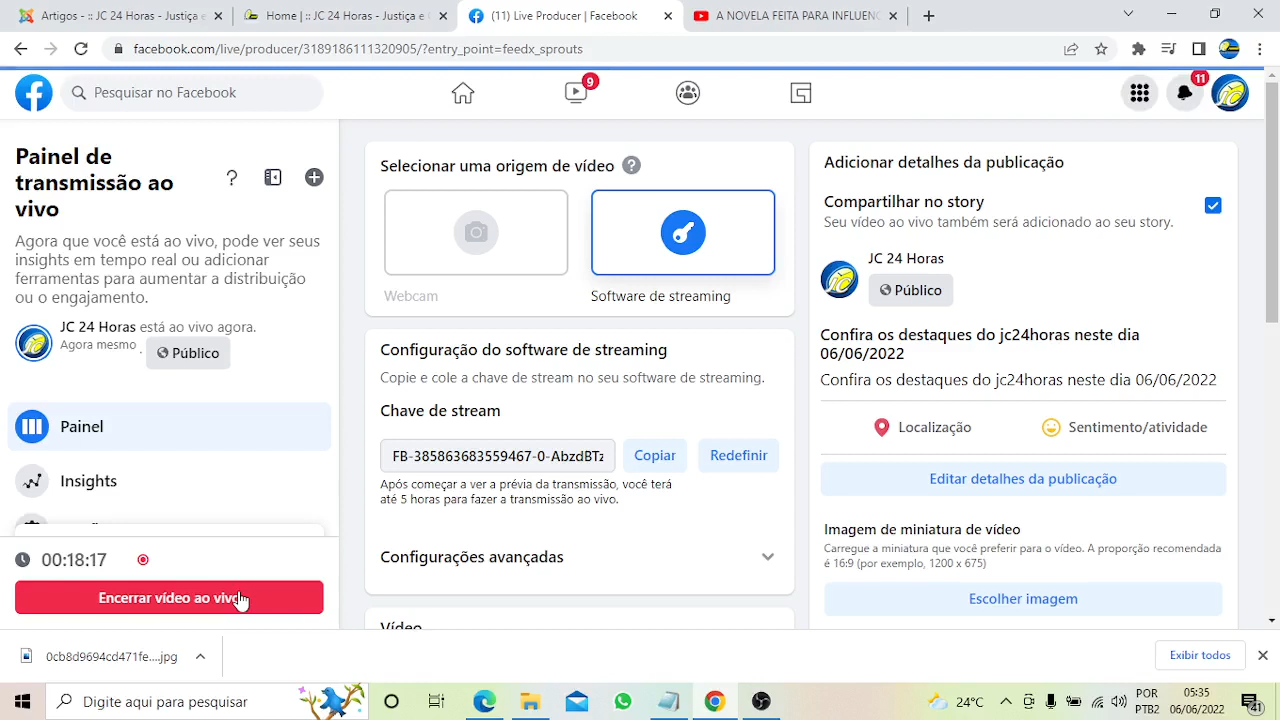 Artigos - :: JC 24 Horas - Justiça e
Home | :: JC 24 Horas - Justiça e t
(11) Live Producer | Facebook
A NOVELA FEITA PARA INFLUENC
facebook.com/live/producer/3189186111320905/?entry_point=feedx_sprouts
Pesquisar no Facebook
9
11
Painel de
transmissão ao
vivo
Agora que você está ao vivo, pode ver seus
insights em tempo real ou adicionar
ferramentas para aumentar a distribuição
ou o engajamento.
JC 24 Horas está ao vivo agora.
Agora mesmo ·
Público
Painel
Insights
00:18:17
Encerrar vídeo ao vivo
Selecionar uma origem de vídeo
Webcam
Software de streaming
Configuração do software de streaming
Copie e cole a chave de stream no seu software de streaming.
Chave de stream
FB-385863683559467-0-AbzdBTz
Copiar
Redefinir
Após começar a ver a prévia da transmissão, você terá
até 5 horas para fazer a transmissão ao vivo.
Configurações avançadas
Vídeo
Adicionar detalhes da publicação
Compartilhar no story
Seu vídeo ao vivo também será adicionado ao seu story.
JC 24 Horas
Público
Confira os destaques do jc24horas neste dia
06/06/2022
Confira os destaques do jc24horas neste dia 06/06/2022
Localização
Sentimento/atividade
Editar detalhes da publicação
Imagem de miniatura de vídeo
Carregue a miniatura que você preferir para o vídeo. A proporção recomendada
é 16:9 (por exemplo, 1200 x 675)
Escolher imagem
0cb8d9694cd471fe....jpg
Exibir todos
Digite aqui para pesquisar
24°C
POR
PTB2
05:35
06/06/2022
41